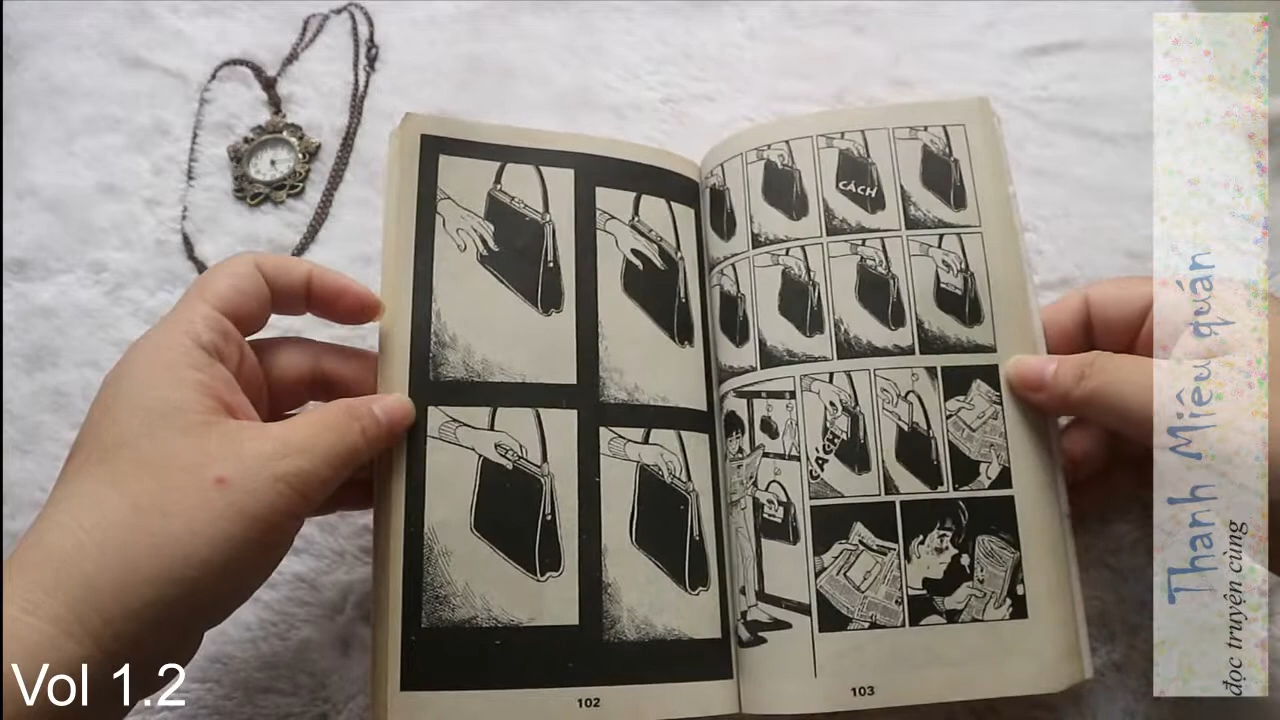 CÁCH
CÁCH
102
103
Vol 1.2
Thanh Miêu quán
đọc truyện cùng